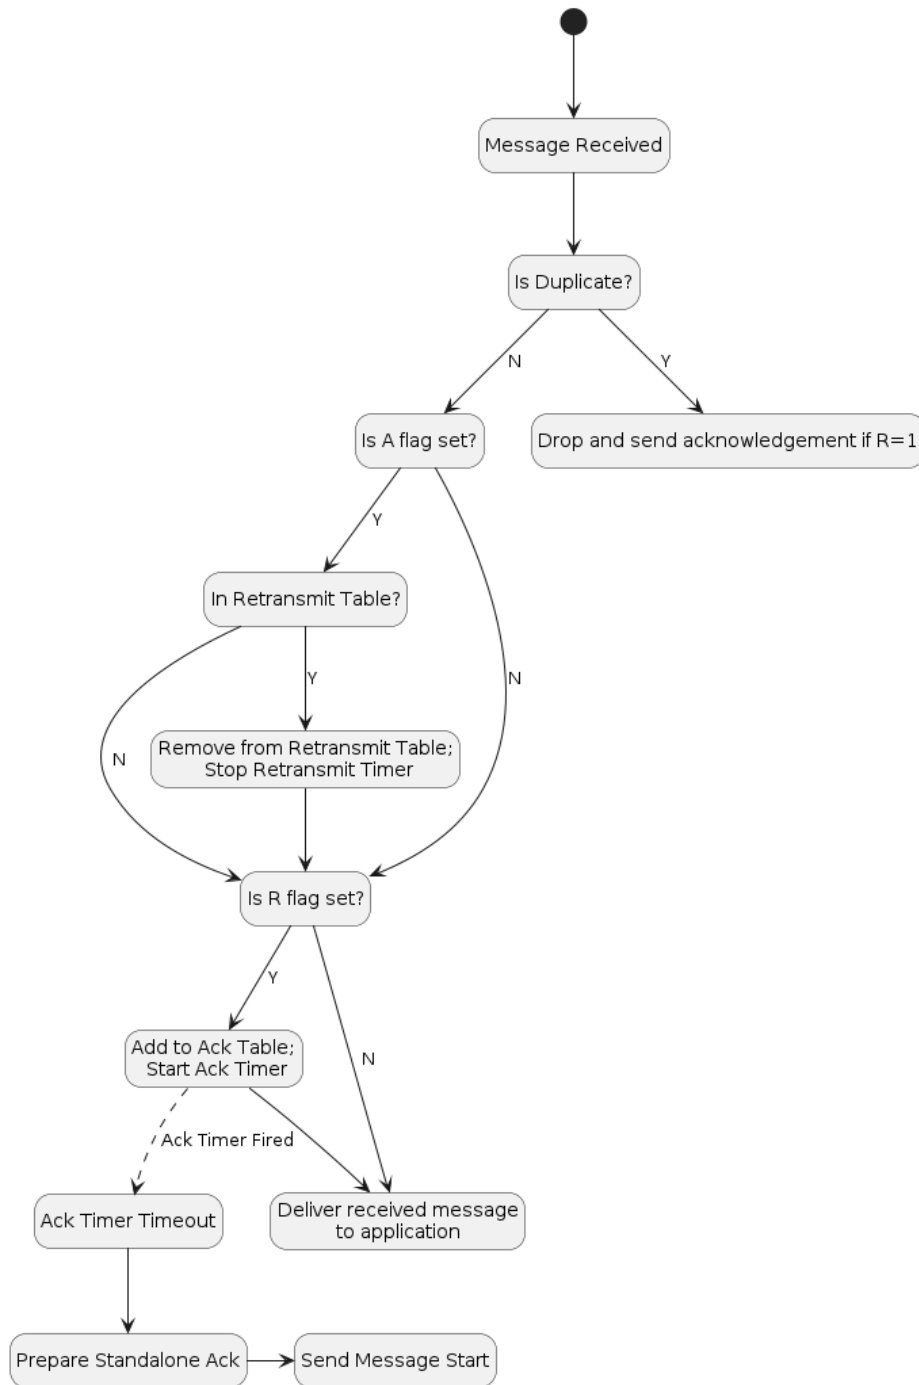 Message Received
Is Duplicate?
N
Y
Is A flag set?
Drop and send acknowledgement if R=1
Y
In Retransmit Table?
N
Y
N
Remove from Retransmit Table;
Stop Retransmit Timer
Is R flag set?
Y
N
Add to Ack Table;
Start Ack Timer
Ack Timer Fired
Ack Timer Timeout
Deliver received message
to application
Prepare Standalone Ack
Send Message Start